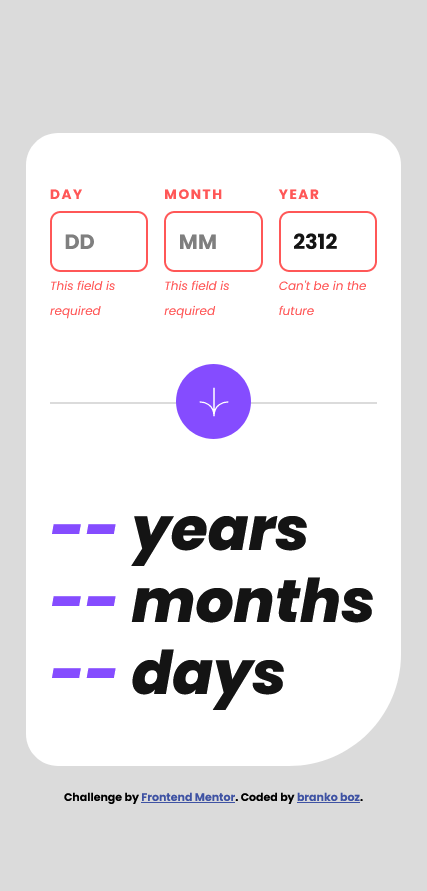 DAY MONTH YEAR
DD MM 2312
This field is This field is Can't be in the
required required future
-- years
-- months
-- days
Challenge by Frontend Mentor. Coded by branko boz.